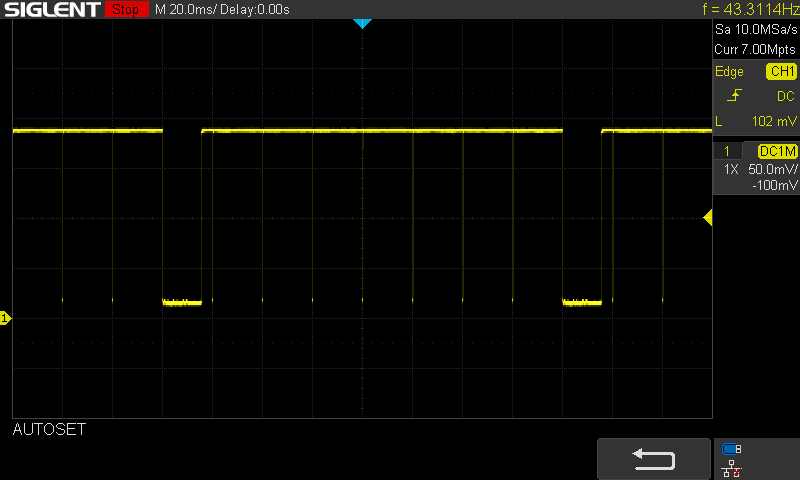 SIGLENT Stop M 20.0ms/ Delay:0.00s f = 43.3114Hz
Sa 10.0MSa/s
Curr 7.00Mpts
Edge CH1
DC
L 102 mV
1 DC1M
1X 50.0mV/
-100mV
1
AUTOSET